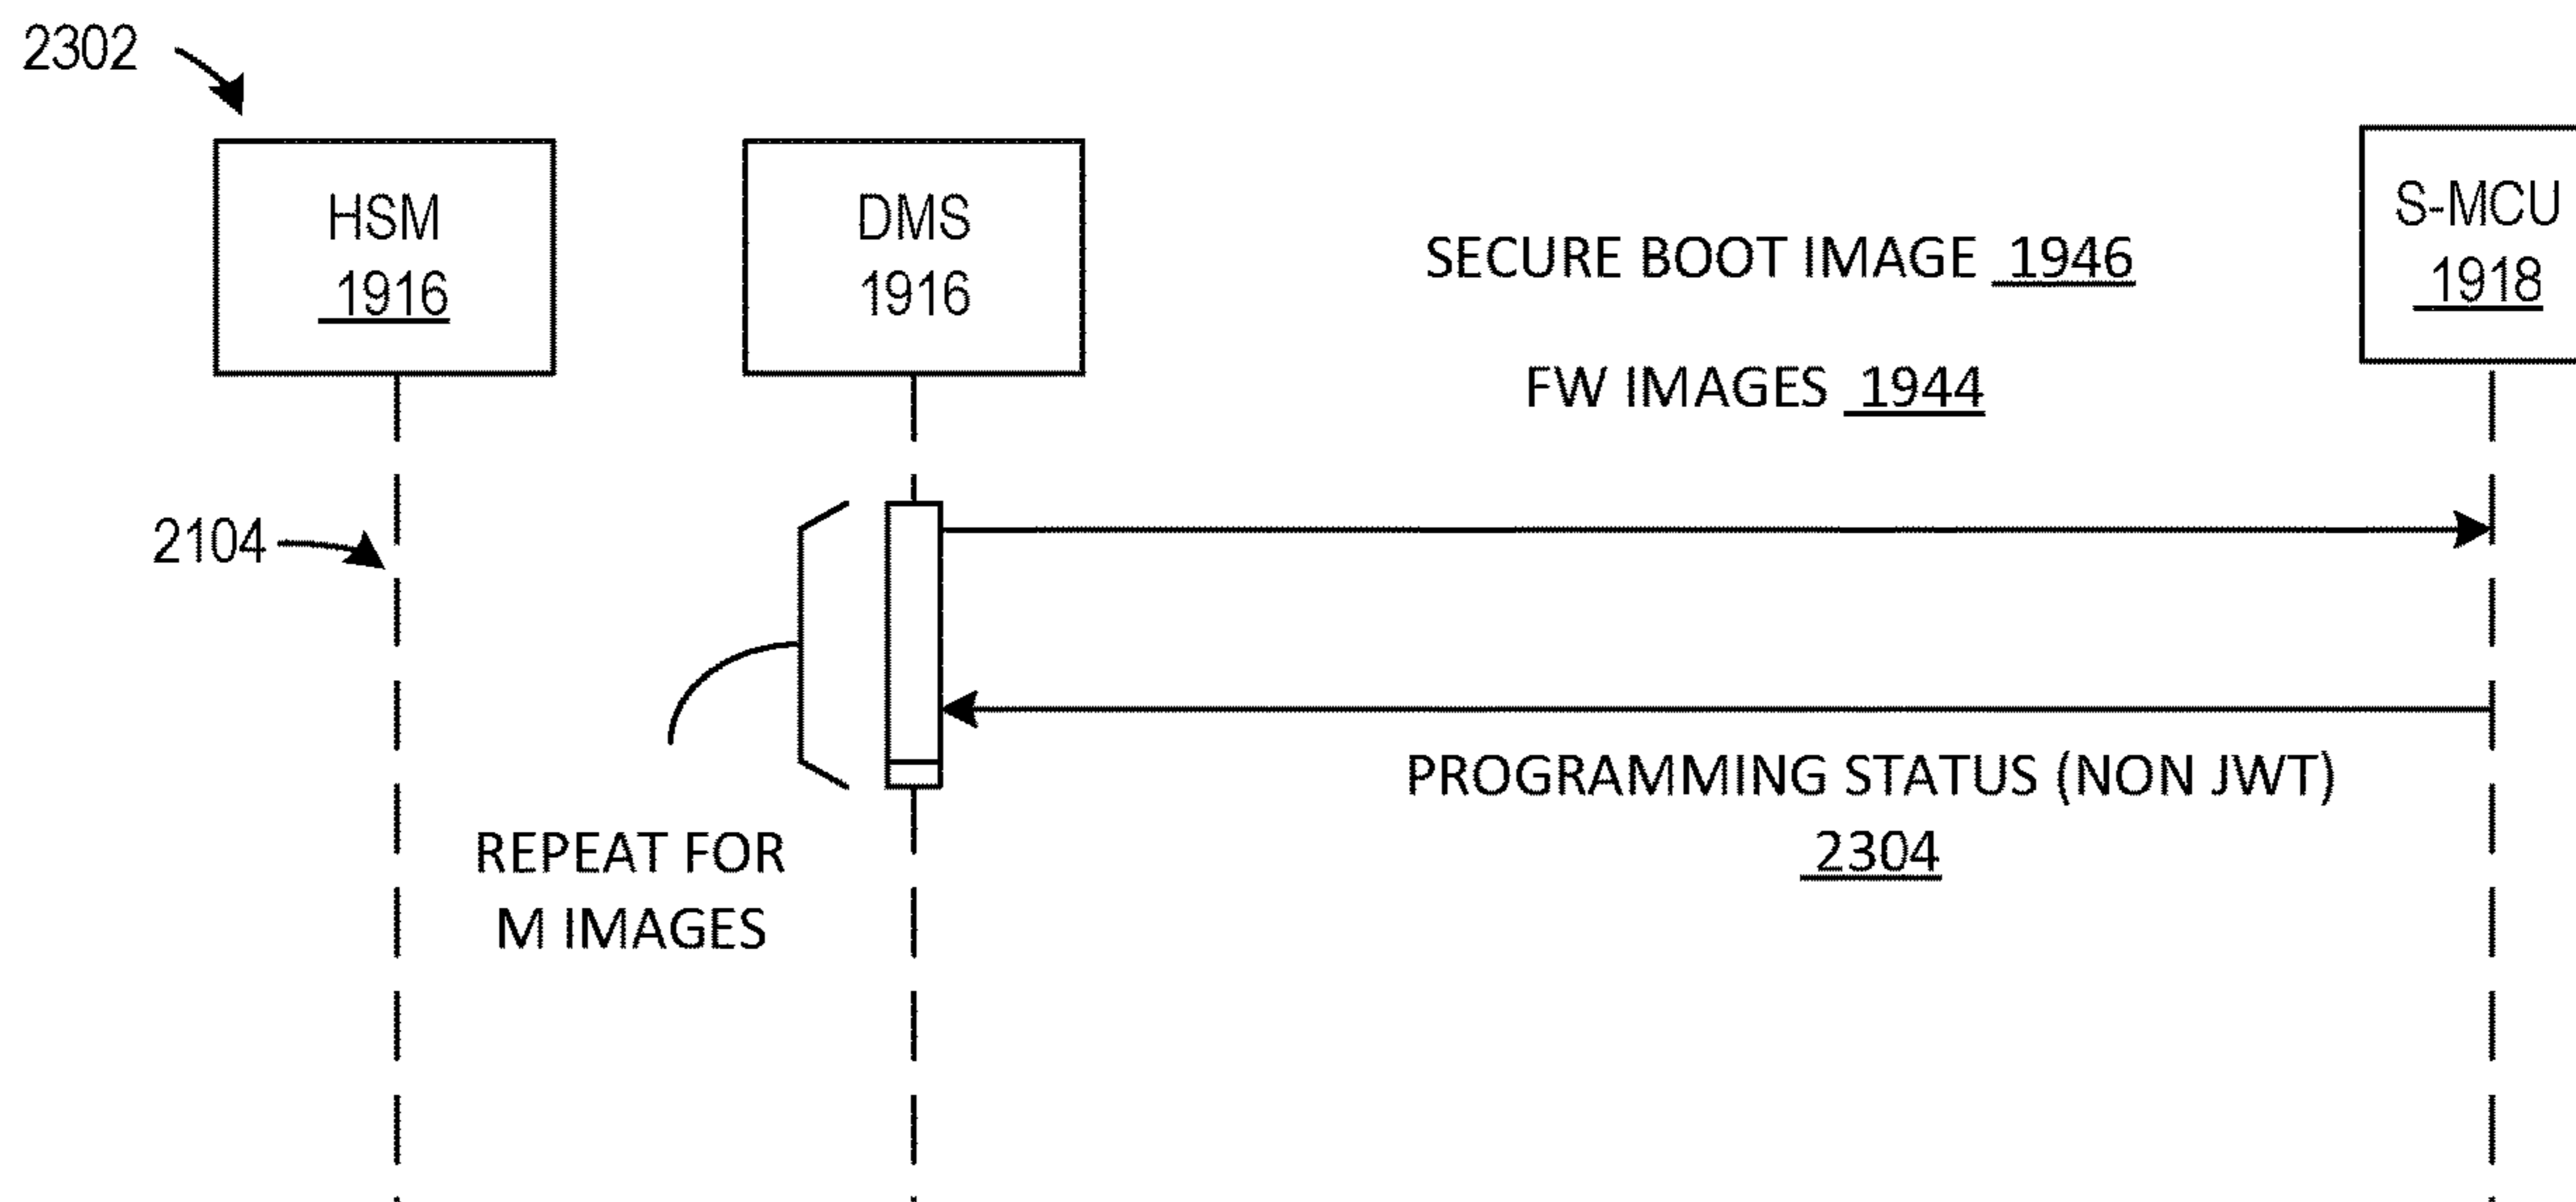 2302
HSM
1916
DMS
1916
SECURE BOOT IMAGE 1946
FW IMAGES 1944
S-MCU
1918
2104
PROGRAMMING STATUS (NON JWT)
2304
REPEAT FOR
M IMAGES